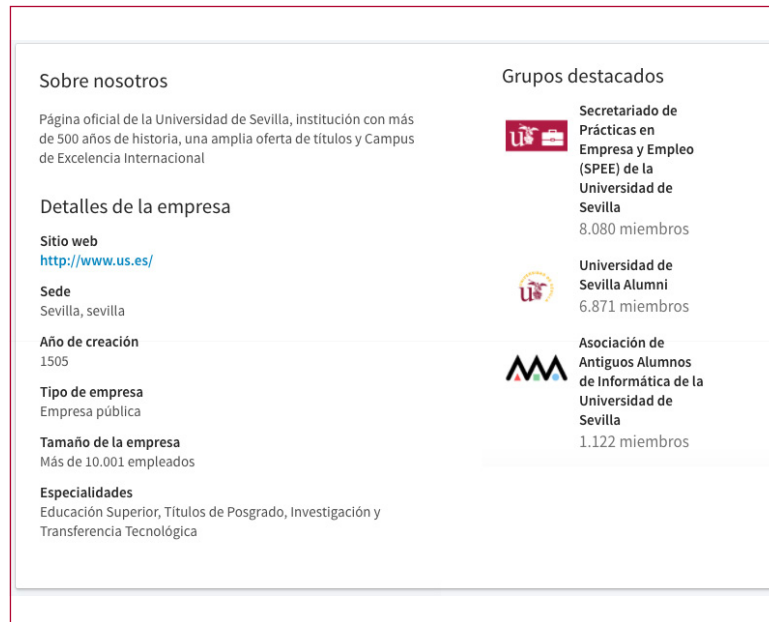 Sobre nosotros
Página oficial de la Universidad de Sevilla, institución con más
de 500 años de historia, una amplia oferta de títulos y Campus
de Excelencia Internacional
Detalles de la empresa
Sitio web
http://www.us.es/
Sede
Sevilla, sevilla
Año de creación
1505
Tipo de empresa
Empresa pública
Tamaño de la empresa
Más de 10.001 empleados
Especialidades
Educación Superior, Títulos de Posgrado, Investigación y
Transferencia Tecnológica
Grupos destacados
Secretariado de
Prácticas en
Empresa y Empleo
(SPEE) de la
Universidad de
Sevilla
8.080 miembros
Universidad de
Sevilla Alumni
6.871 miembros
Asociación de
Antiguos Alumnos
de Informática de la
Universidad de
Sevilla
1.122 miembros